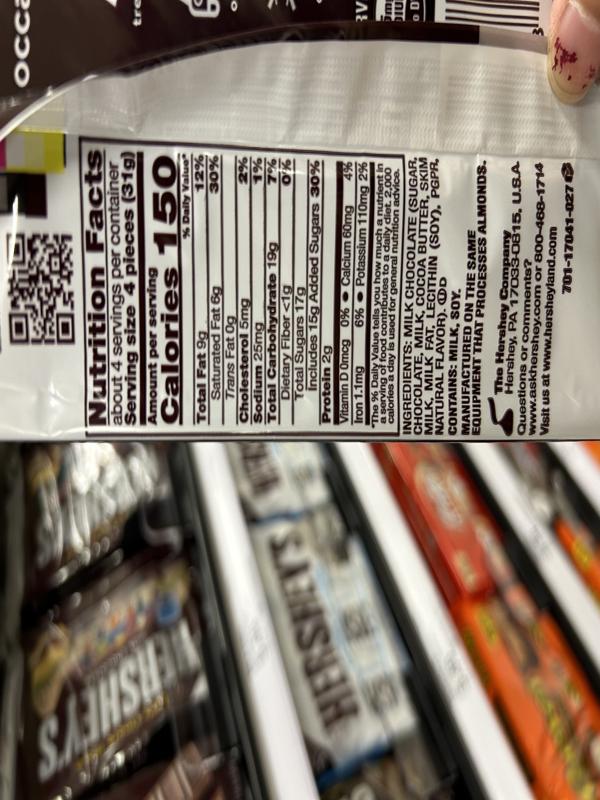 OCCA
Nutrition Facts
about 4 servings per container
Serving size 4 pieces (31g)
Amount per serving
Calories 150
% Daily Value*
Total Fat 9g 12%
Saturated Fat 6g 30%
Trans Fat 0g
Cholesterol 5mg 2%
Sodium 25mg 1%
Total Carbohydrate 19g 7%
Dietary Fiber <1g 0%
Total Sugars 17g
Includes 15g Added Sugars 30%
Protein 2g
Vitamin D 0mcg 0% • Calcium 60mg 4%
Iron 1.1mg 6% • Potassium 110mg 2%
*The % Daily Value tells you how much a nutrient in
a serving of food contributes to a daily diet. 2,000
calories a day is used for general nutrition advice.
INGREDIENTS: MILK CHOCOLATE (SUGAR,
CHOCOLATE, MILK, COCOA BUTTER, SKIM
MILK, MILK FAT, LECITHIN (SOY), PGPR,
NATURAL FLAVOR). ⓊD
CONTAINS: MILK, SOY.
MANUFACTURED ON THE SAME
EQUIPMENT THAT PROCESSES ALMONDS.
The Hershey Company
Hershey, PA 17033-0815, U.S.A.
Questions or comments?
www.askhershey.com or 800-468-1714
Visit us at www.hersheyland.com
701-17041-027
HERSHEY'S
HERSHEY'S